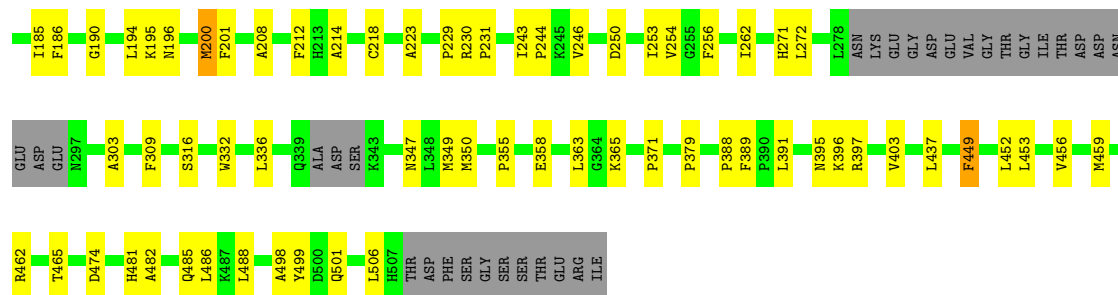 I185 F186 G190 L194 K195 N196 M200 F201 A208 F212 H213 A214 C218 A223 P229 R230 P231 I243 P244 K245 V246 D250 I253 V254 G255 F256 I262 H271 L272 L278 ASN LYS GLU GLY ASP GLU VAL GLY THR GLY ILE THR ASP ASP ASN
GLU ASP GLU N297 A303 F309 S316 W332 L336 Q339 ALA ASP SER K343 N347 L348 M349 M350 P355 E358 L363 G364 K365 P371 P379 P388 F389 P390 L391 N395 K396 R397 V403 L437 F449 L452 L453 V456 M459
R462 T465 D474 H481 A482 Q485 L486 K487 L488 A498 Y499 D500 Q501 L506 H507 THR ASP PHE SER GLY SER SER THR GLU ARG ILE